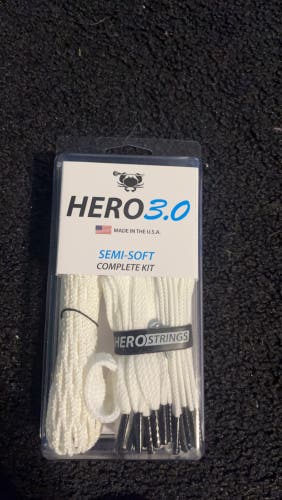 HERO3.0
MADE IN THE U.S.A.
SEMI-SOFT
COMPLETE KIT
HEROSTRINGS